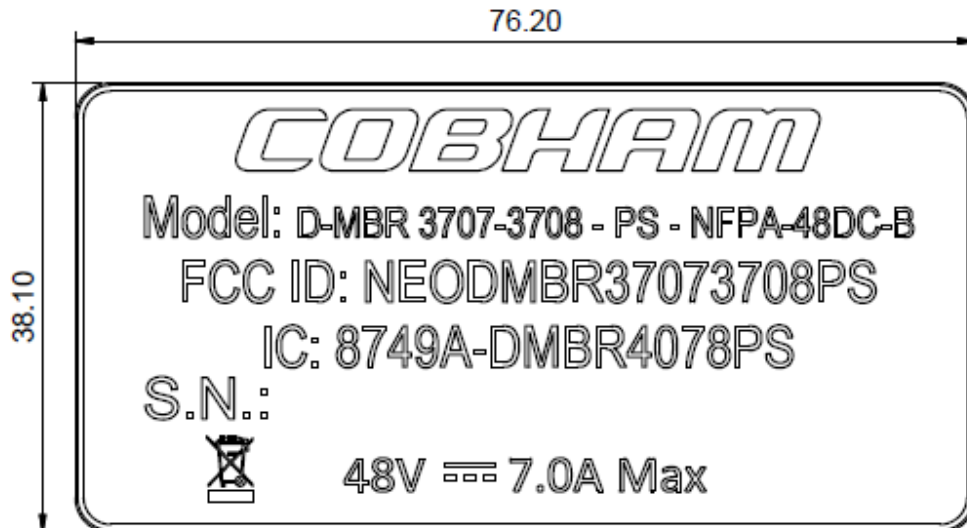 76.20
38.10
COBHAM
Model: D-MBR 3707-3708 - PS - NFPA-48DC-B
FCC ID: NEODMBR37073708PS
IC: 8749A-DMBR4078PS
S.N.:
48V ⎓ 7.0A Max